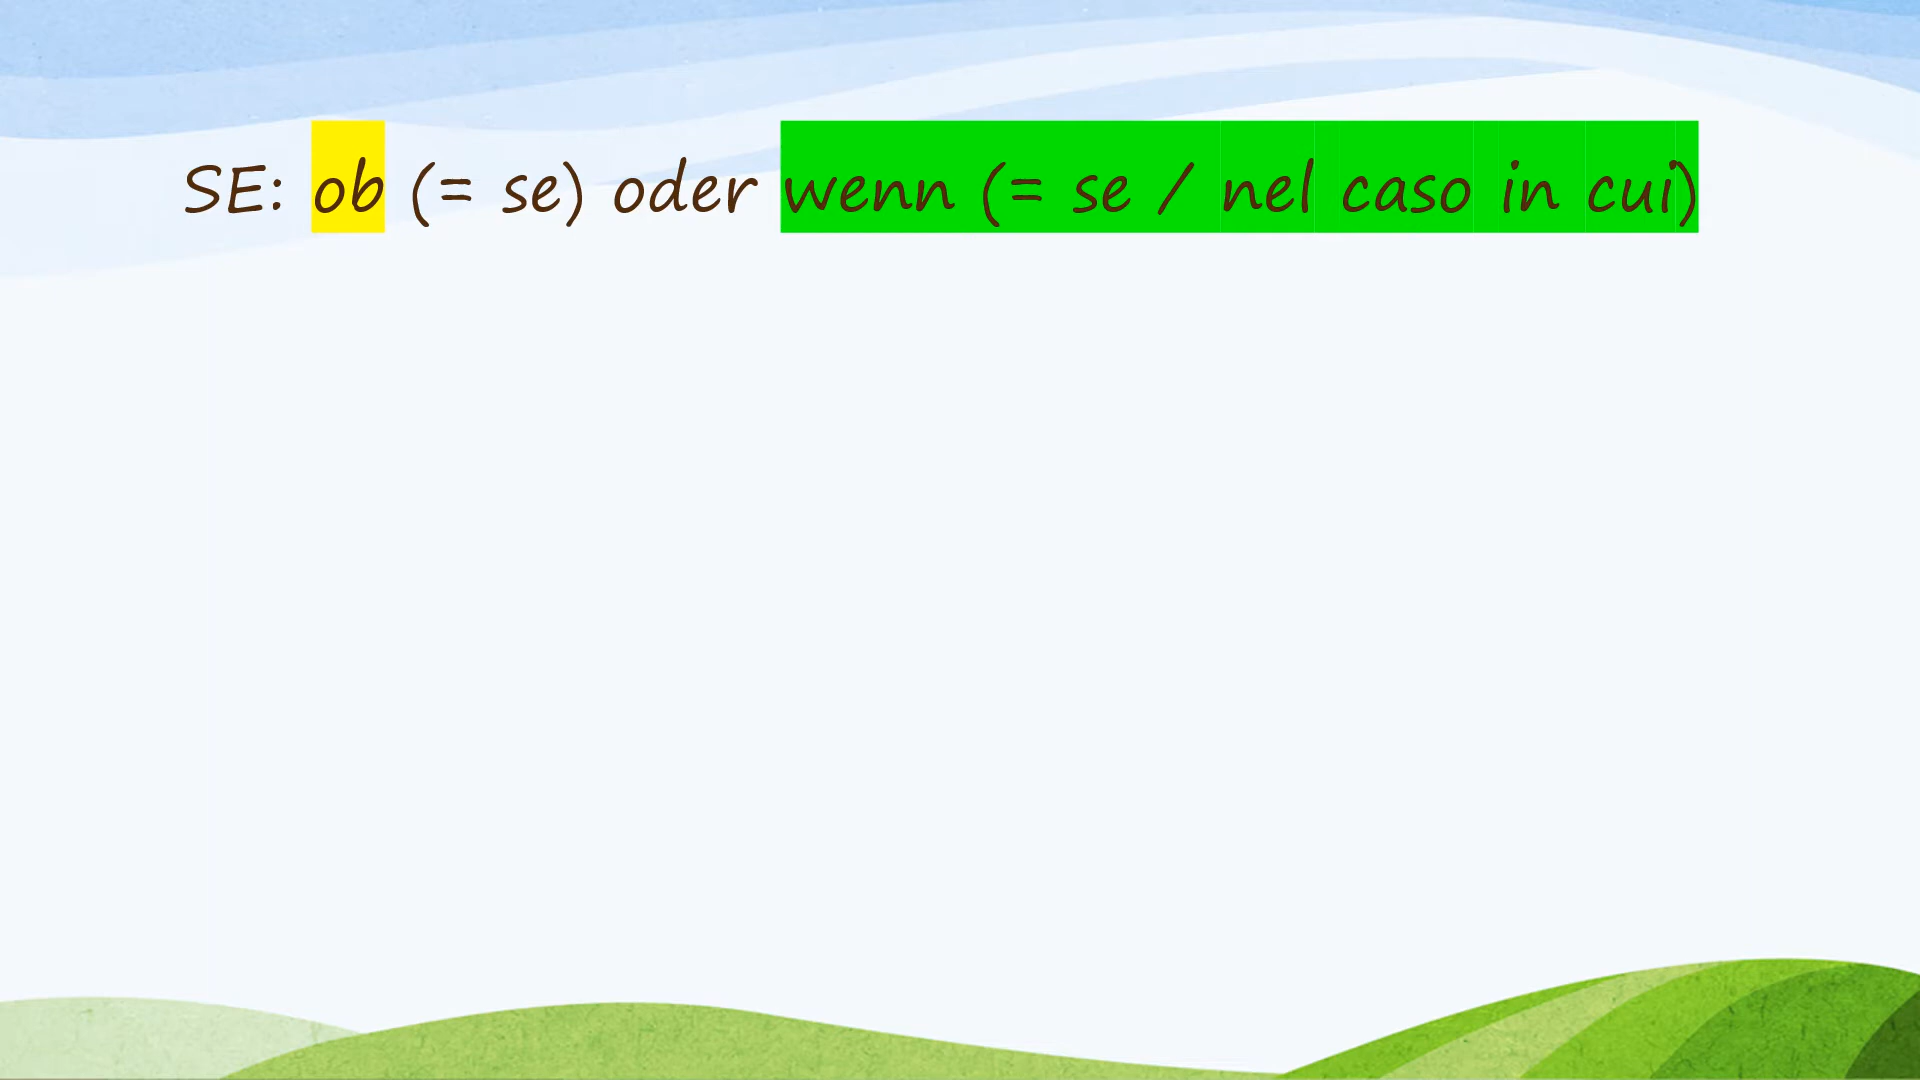 SE: ob (= se) oder wenn (= se / nel caso in cui)